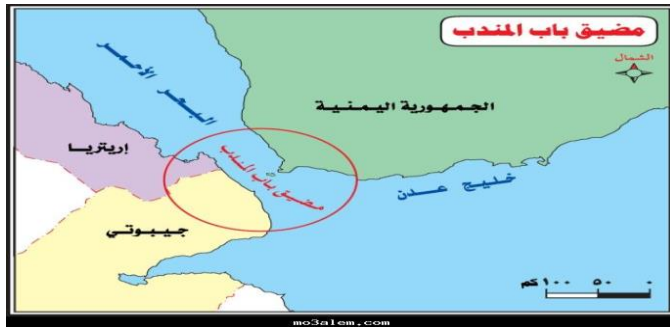 مضيق باب المندب
الشمال
البحر الأحمر
الجمهورية اليمنية
إريتريا
مضيق باب المندب
خليج عدن
جيبوتي
٠ ٥٠ ١٠٠ كم
mo3alem.com